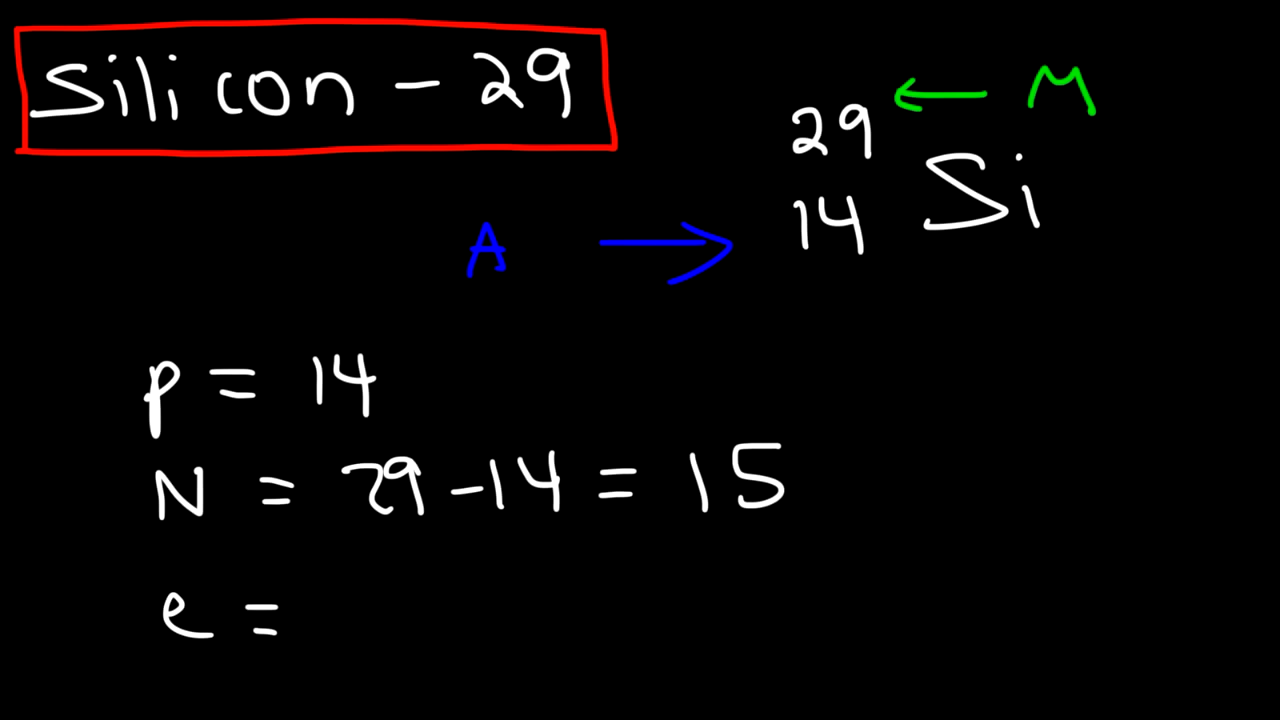 Silicon - 29
29 ← M
14 Si
A →
p = 14
N = 29 - 14 = 15
e =